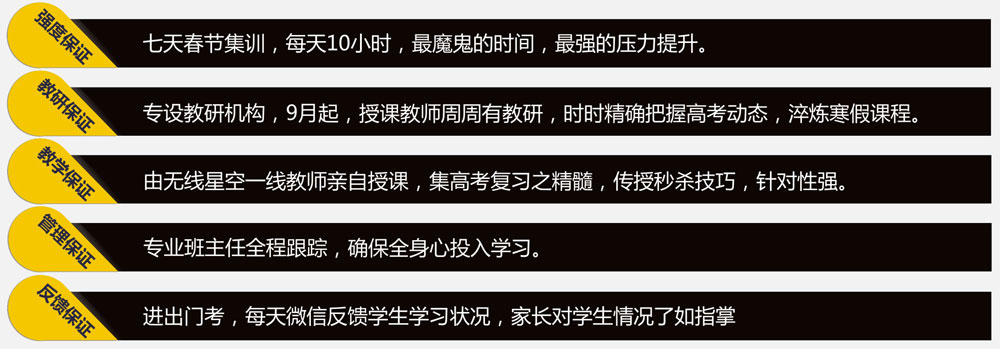 强度保证
七天春节集训，每天10小时，最魔鬼的时间，最强的压力提升。
教研保证
专设教研机构，9月起，授课教师周周有教研，时时精确把握高考动态，淬炼寒假课程。
教学保证
由无线星空一线教师亲自授课，集高考复习之精髓，传授秒杀技巧，针对性强。
管理保证
专业班主任全程跟踪，确保全身心投入学习。
反馈保证
进出门考，每天微信反馈学生学习状况，家长对学生情况了如指掌